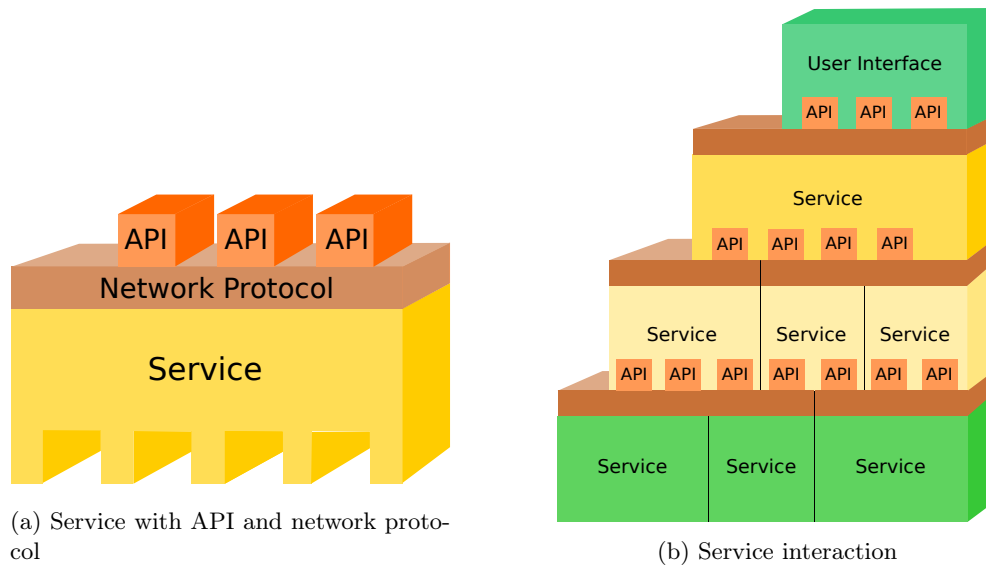 API API API
Network Protocol
Service
(a) Service with API and network proto-
col
User Interface
API API API
Service
API API API API
Service Service Service
API API API API API API API
Service Service Service
(b) Service interaction